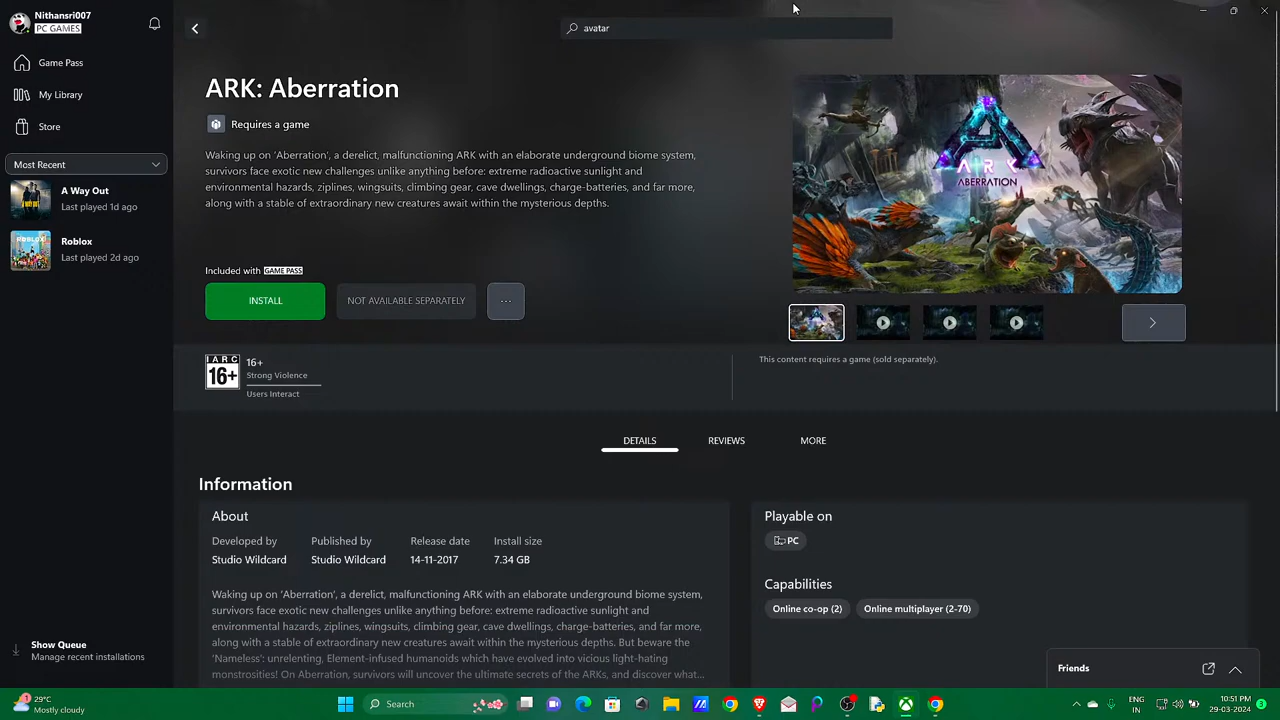 Nithansri007
PC GAMES
Game Pass
My Library
Store
Most Recent
A Way Out
Last played 1d ago
Roblox
Last played 2d ago
Show Queue
Manage recent installations
avatar
ARK: Aberration
Requires a game
Waking up on 'Aberration', a derelict, malfunctioning ARK with an elaborate underground biome system,
survivors face exotic new challenges unlike anything before: extreme radioactive sunlight and
environmental hazards, ziplines, wingsuits, climbing gear, cave dwellings, charge-batteries, and far more,
along with a stable of extraordinary new creatures await within the mysterious depths.
Included with GAME PASS
INSTALL
NOT AVAILABLE SEPARATELY
...
ARK
ABERRATION
IARC
16+
16+
Strong Violence
Users Interact
This content requires a game (sold separately).
DETAILS
REVIEWS
MORE
Information
About
Developed by
Studio Wildcard
Published by
Studio Wildcard
Release date
14-11-2017
Install size
7.34 GB
Waking up on 'Aberration', a derelict, malfunctioning ARK with an elaborate underground biome system,
survivors face exotic new challenges unlike anything before: extreme radioactive sunlight and
environmental hazards, ziplines, wingsuits, climbing gear, cave dwellings, charge-batteries, and far more,
along with a stable of extraordinary new creatures await within the mysterious depths. But beware the
'Nameless': unrelenting, Element-infused humanoids which have evolved into vicious light-hating
monstrosities! On Aberration, survivors will uncover the ultimate secrets of the ARKs, and discover what...
Playable on
PC
Capabilities
Online co-op (2)
Online multiplayer (2-70)
Friends
29°C
Mostly cloudy
Search
ENG
IN
10:51 PM
29-03-2024
3